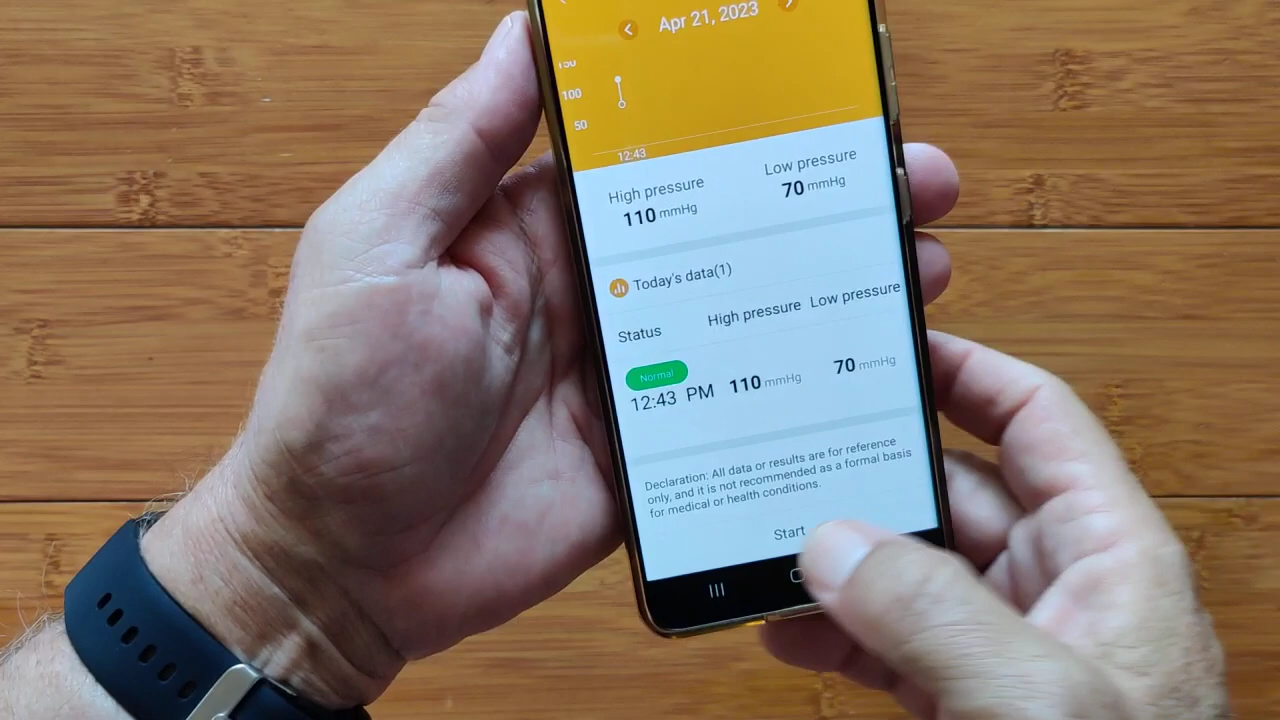 Apr 21, 2023
150
100
50
12:43
High pressure Low pressure
110 mmHg 70 mmHg
Today's data(1)
Status High pressure Low pressure
Normal
12:43 PM 110 mmHg 70 mmHg
Declaration: All data or results are for reference
only, and it is not recommended as a formal basis
for medical or health conditions.
Start